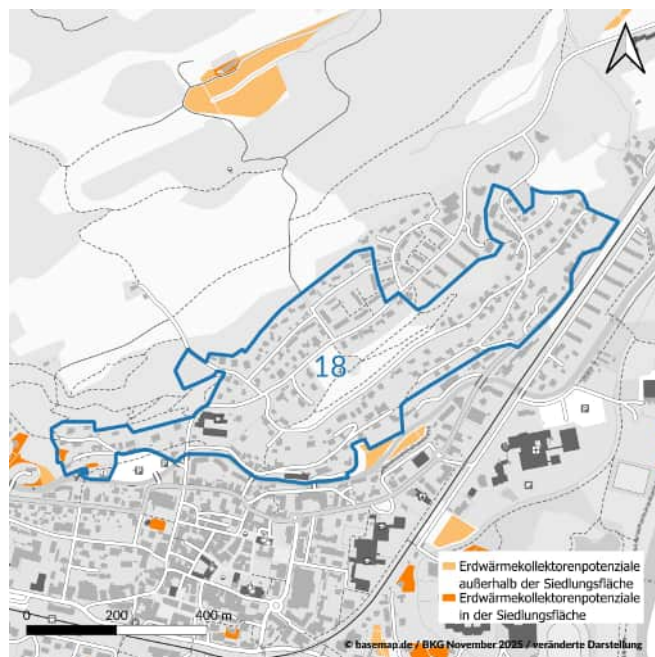 18
P
P
P
Erdwärmekollektorenpotenziale
außerhalb der Siedlungsfläche
Erdwärmekollektorenpotenziale
in der Siedlungsfläche
0 200 400 m
© basemap.de / BKG November 2025 / veränderte Darstellung